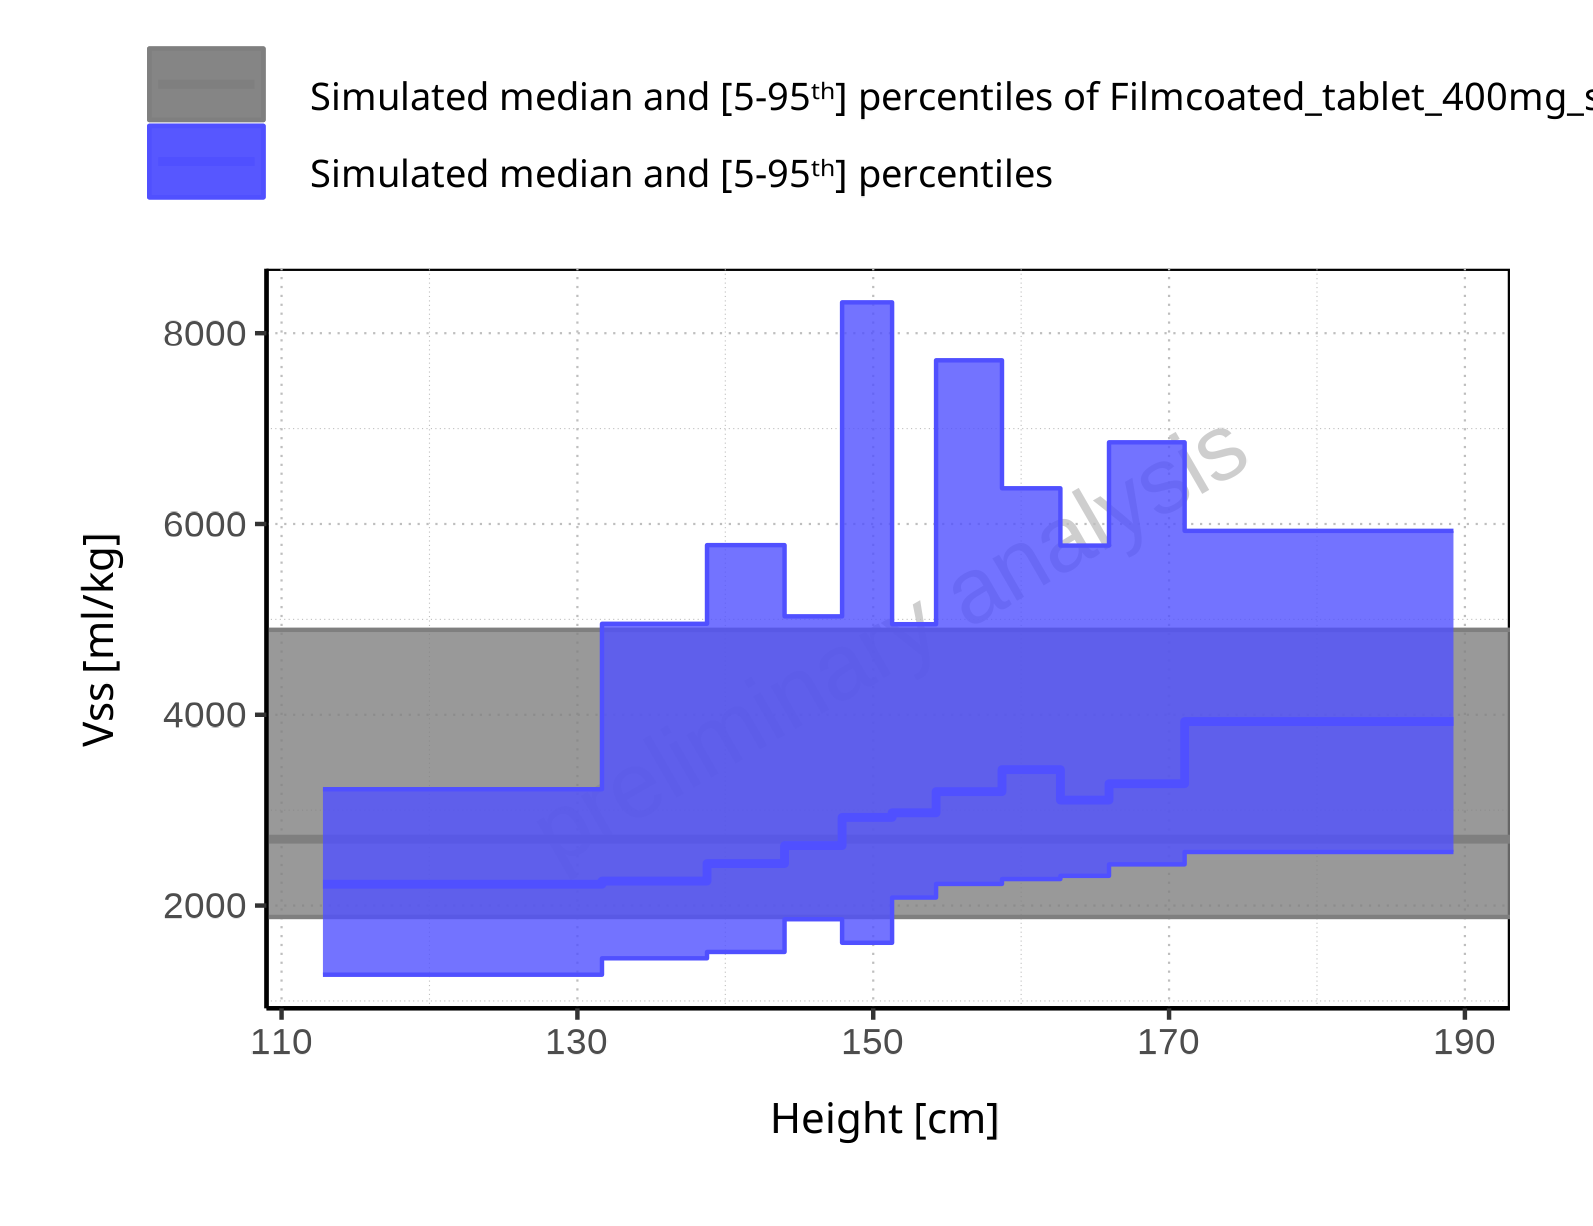 Simulated median and [5-95th] percentiles of Filmcoated_tablet_400mg_s
Simulated median and [5-95th] percentiles
8000
6000
4000
2000
Vss [ml/kg]
preliminary analysis
110 130 150 170 190
Height [cm]